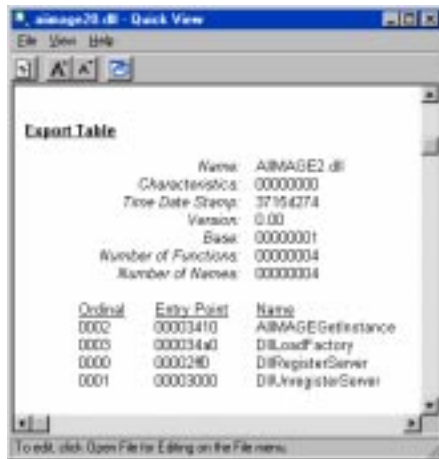 aiimage20.dll - Quick View
File View Help
Export Table
Name: AIIMAGE2.dll
Characteristics: 00000000
Time Date Stamp:
Version: 0.00
Base: 00000001
Number of Functions: 00000004
Number of Names: 00000004
Ordinal Entry Point Name
0002 00003410 AIIMAGEGetInstance
0003 000034a0 DllLoadFactory
0000 DllRegisterServer
0001 00003000 DllUnregisterServer
To edit, click Open File for Editing on the File menu.